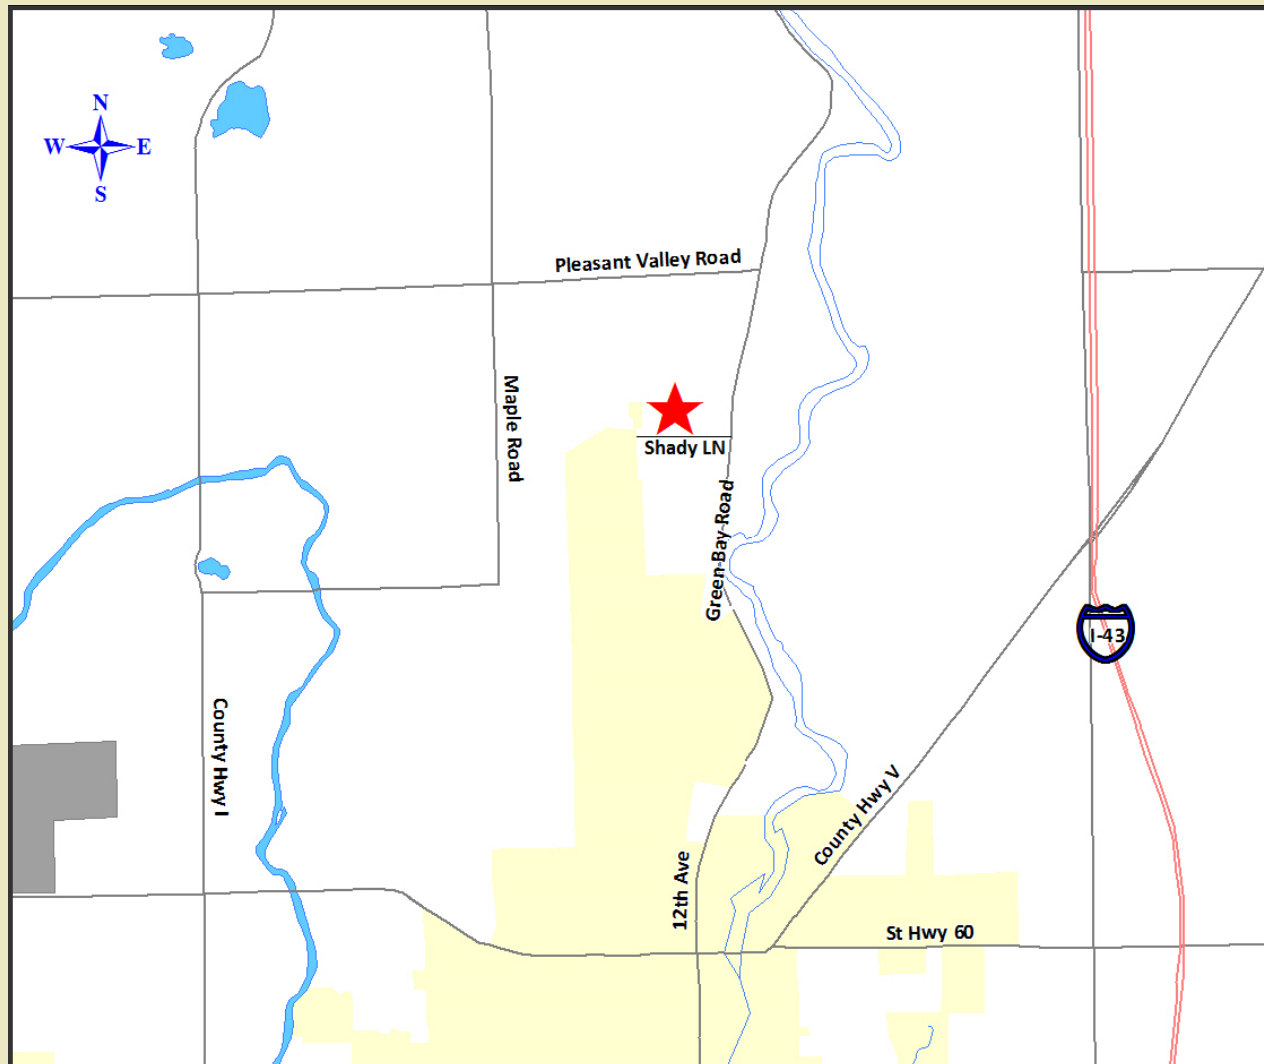 N
W
E
S
Pleasant Valley Road
Maple Road
Shady LN
Green Bay Road
I-43
County Hwy I
County Hwy V
12th Ave
St Hwy 60